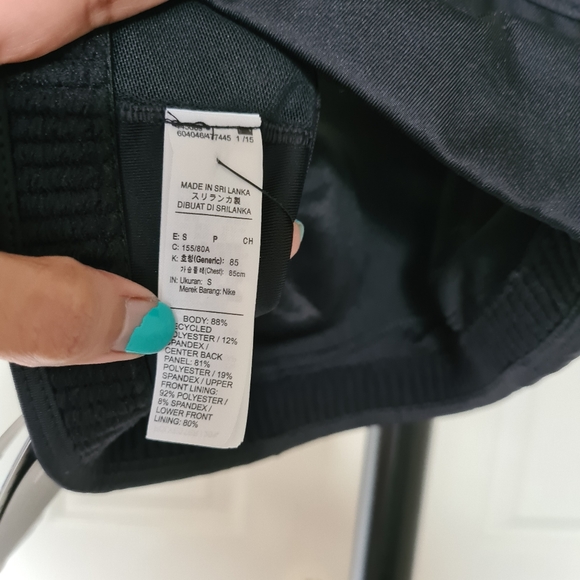 604046/477445 1 /15
MADE IN SRI LANKA
スリランカ製
DIBUAT DI SRILANKA
E: S P CH
C: 155/80A
K: 호칭(Generic): 85
가슴둘레(Chest): 85cm
IN: Ukuran: S
Merek Barang: Nike
BODY: 88%
RECYCLED
POLYESTER / 12%
SPANDEX /
CENTER BACK
PANEL: 81%
POLYESTER / 19%
SPANDEX / UPPER
FRONT LINING:
92% POLYESTER /
8% SPANDEX /
LOWER FRONT
LINING: 80%